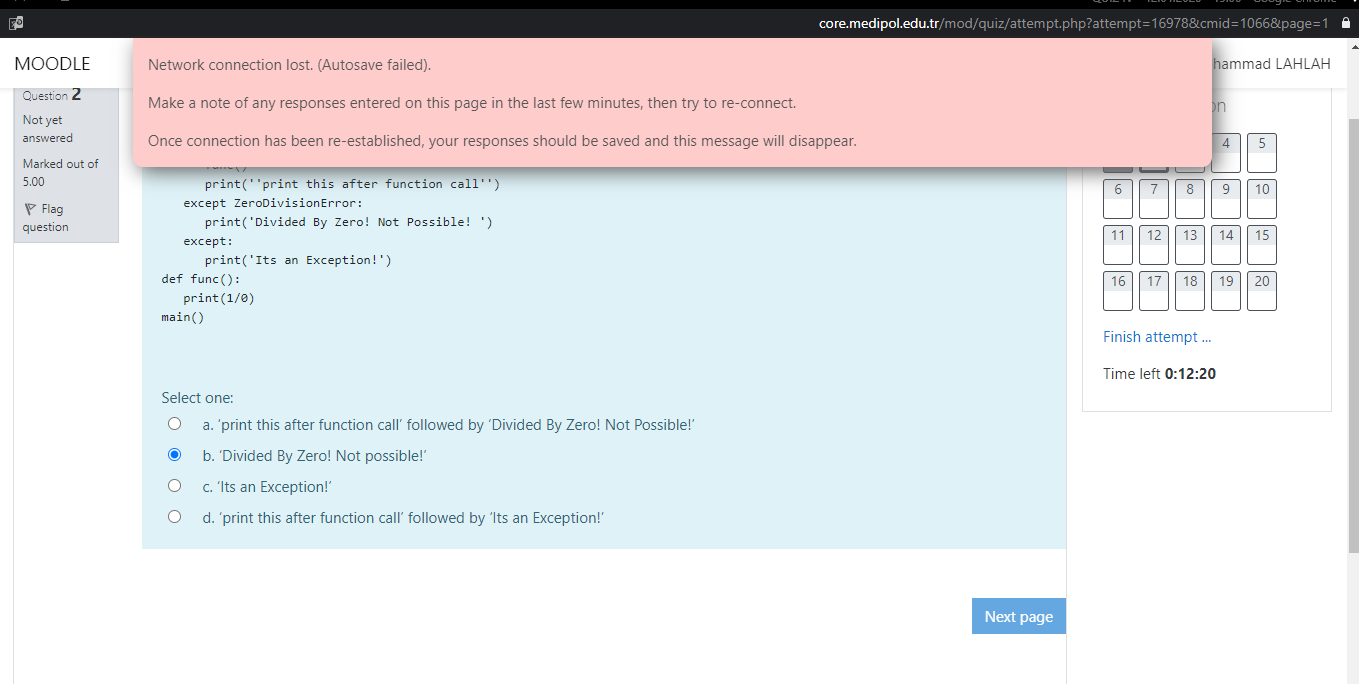 core.medipol.edu.tr/mod/quiz/attempt.php?attempt=16978&cmid=1066&page=1
MOODLE
hammad LAHLAH
Network connection lost. (Autosave failed).
Make a note of any responses entered on this page in the last few minutes, then try to re-connect.
Once connection has been re-established, your responses should be saved and this message will disappear.
Question 2
Not yet
answered
Marked out of
5.00
Flag
question
print(''print this after function call'')
except ZeroDivisionError:
print('Divided By Zero! Not Possible! ')
except:
print('Its an Exception!')
def func():
print(1/0)
main()
Select one:
a. ‘print this after function call’ followed by ‘Divided By Zero! Not Possible!’
b. ‘Divided By Zero! Not possible!’
c. ‘Its an Exception!’
d. ‘print this after function call’ followed by ‘Its an Exception!’
Next page
4 5
6 7 8 9 10
11 12 13 14 15
16 17 18 19 20
Finish attempt ...
Time left 0:12:20